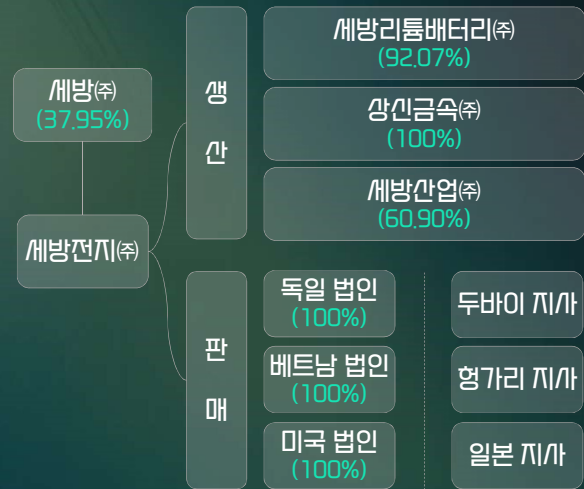 세방㈜
(37.95%)
세방전지㈜
생
산
세방리튬배터리㈜
(92.07%)
상신금속㈜
(100%)
세방산업㈜
(60.90%)
판
매
독일 법인
(100%)
베트남 법인
(100%)
미국 법인
(100%)
두바이 지사
헝가리 지사
일본 지사